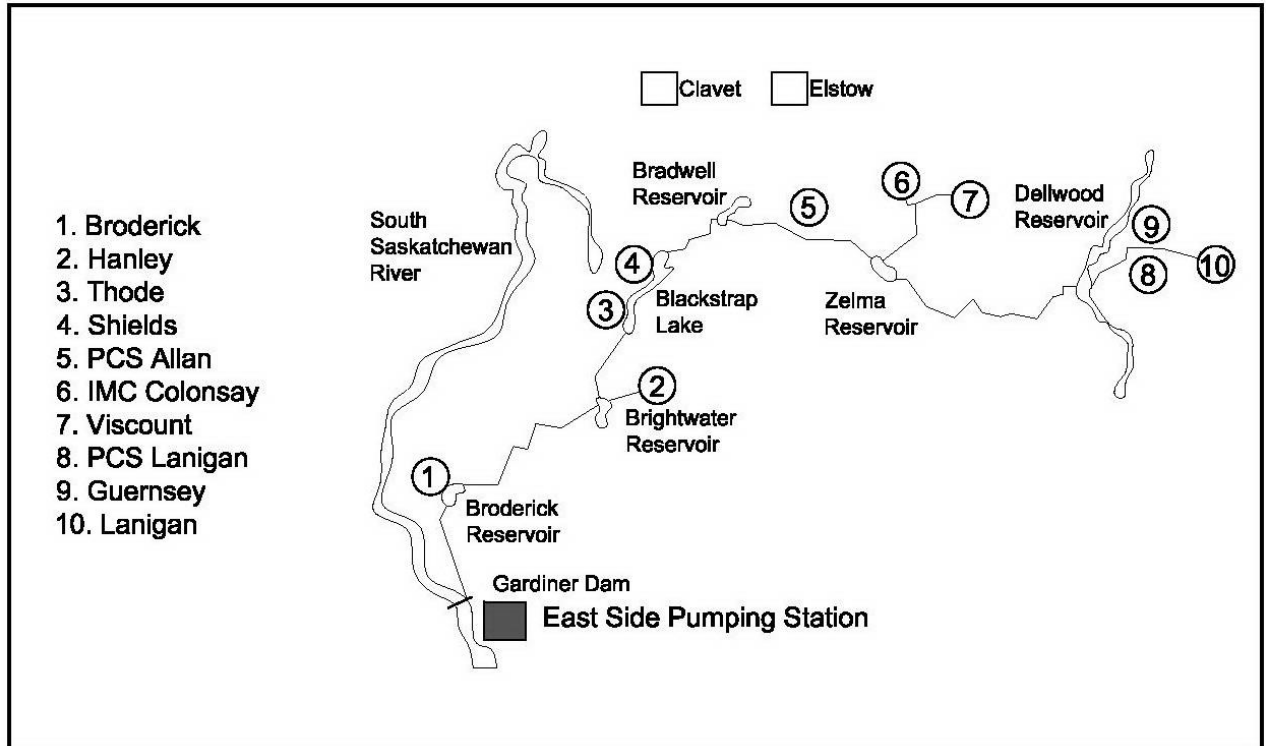 Clavet
Elstow
Bradwell
Reservoir
6
7
5
Dellwood
Reservoir
9
8
10
South
Saskatchewan
River
4
3
Blackstrap
Lake
Zelma
Reservoir
1. Broderick
2. Hanley
3. Thode
4. Shields
5. PCS Allan
6. IMC Colonsay
7. Viscount
8. PCS Lanigan
9. Guernsey
10. Lanigan
2
Brightwater
Reservoir
1
Broderick
Reservoir
Gardiner Dam
East Side Pumping Station